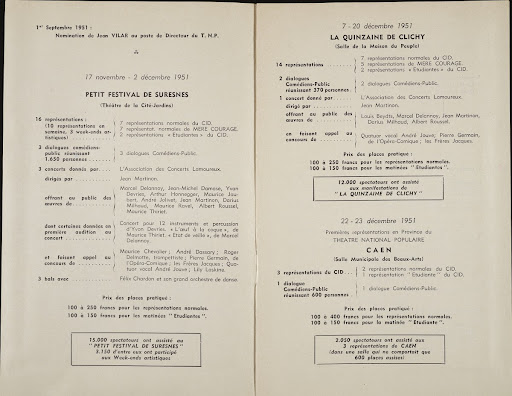 1er Septembre 1951 :
Nomination de Jean VILAR au poste de Directeur du T. N. P.
17 novembre - 2 décembre 1951
PETIT FESTIVAL DE SURESNES
(Théâtre de la Cité-Jardins)
16 représentations :
(10 représentations en semaine, 3 week-ends artistiques)
7 représentations normales du CID.
7 représentat. normales de MERE COURAGE.
2 représentations « Etudiantes » du CID.
3 dialogues comédiens-public réunissent
1.650 personnes ........ 3 dialogues Comédiens-Public.
3 concerts donnés par .... L'Association des Concerts Lamoureux.
dirigés par ........ Jean Martinon.
offrant au public des œuvres de ........
Marcel Delannoy, Jean-Michel Damase, Yvan
Devries, Arthur Honnegger, Maurice Jaubert, André Jolivet, Jean Martinon, Darius
Milhaud, Maurice Ravel, Albert Roussel,
Maurice Thiriet.
dont certaines données en première audition au concert ........
Concert pour 12 instruments et percussion
d'Yvan Devries, « L'œuf à la coque », de
Maurice Thiriet, « Etat de veille », de Marcel
Delannoy.
et faisant appel au concours de ........
Maurice Chevalier ; André Dassary ; Roger
Delmotte, trompettiste ; Pierre Germain, de
l'Opéra-Comique ; les Frères Jacques ; Quatuor vocal André Jouve ; Lily Laskine.
3 bals avec ........ Félix Chardon et son grand orchestre de danse.
Prix des places pratiqué :
100 à 250 francs pour les représentations normales.
100 à 150 francs pour les matinées "Etudiantes".
15.000 spectateurs ont assisté au
"PETIT FESTIVAL DE SURESNES"
3.150 d'entre eux ont participé
aux Week-ends artistiques
7 - 20 décembre 1951
LA QUINZAINE DE CLICHY
(Salle de la Maison du Peuple)
14 représentations ........
7 représentations normales du CID.
5 représentations de MERE COURAGE.
2 représentations « Etudiantes » du CID.
2 dialogues
Comédiens-Public
réunissant 370 personnes .. 2 dialogues Comédiens-Public.
1 concert donné par .... L'Association des Concerts Lamoureux.
dirigé par ........ Jean Martinon.
offrant au public des œuvres de ........
Louis Beydts, Marcel Delannoy, Jean Martinon,
Darius Milhaud, Albert Roussel.
en faisant appel au concours de ........
Quatuor vocal André Jouve ; Pierre Germain,
de l'Opéra-Comique ; les Frères Jacques.
Prix des places pratiqué :
100 à 250 francs pour les représentations normales.
100 à 150 francs pour les matinées "Etudiantes".
12.000 spectateurs ont assisté
aux manifestations de
"LA QUINZAINE DE CLICHY"
22 - 23 décembre 1951
Premières représentations en Province du
THEATRE NATIONAL POPULAIRE
CAEN
(Salle Municipale des Beaux-Arts)
3 représentations du CID ....
2 représentations normales du CID.
1 représentation "Etudiante" du CID.
1 dialogue
Comédiens-Public
réunissant 600 personnes .. 1 dialogue Comédiens-Public.
Prix des places pratiqué :
100 à 400 francs pour les représentations normales.
100 à 150 francs pour la matinée "Etudiante".
3.050 spectateurs ont assisté aux
3 représentations de CAEN
(dans une salle qui ne comportait que
600 places assises)